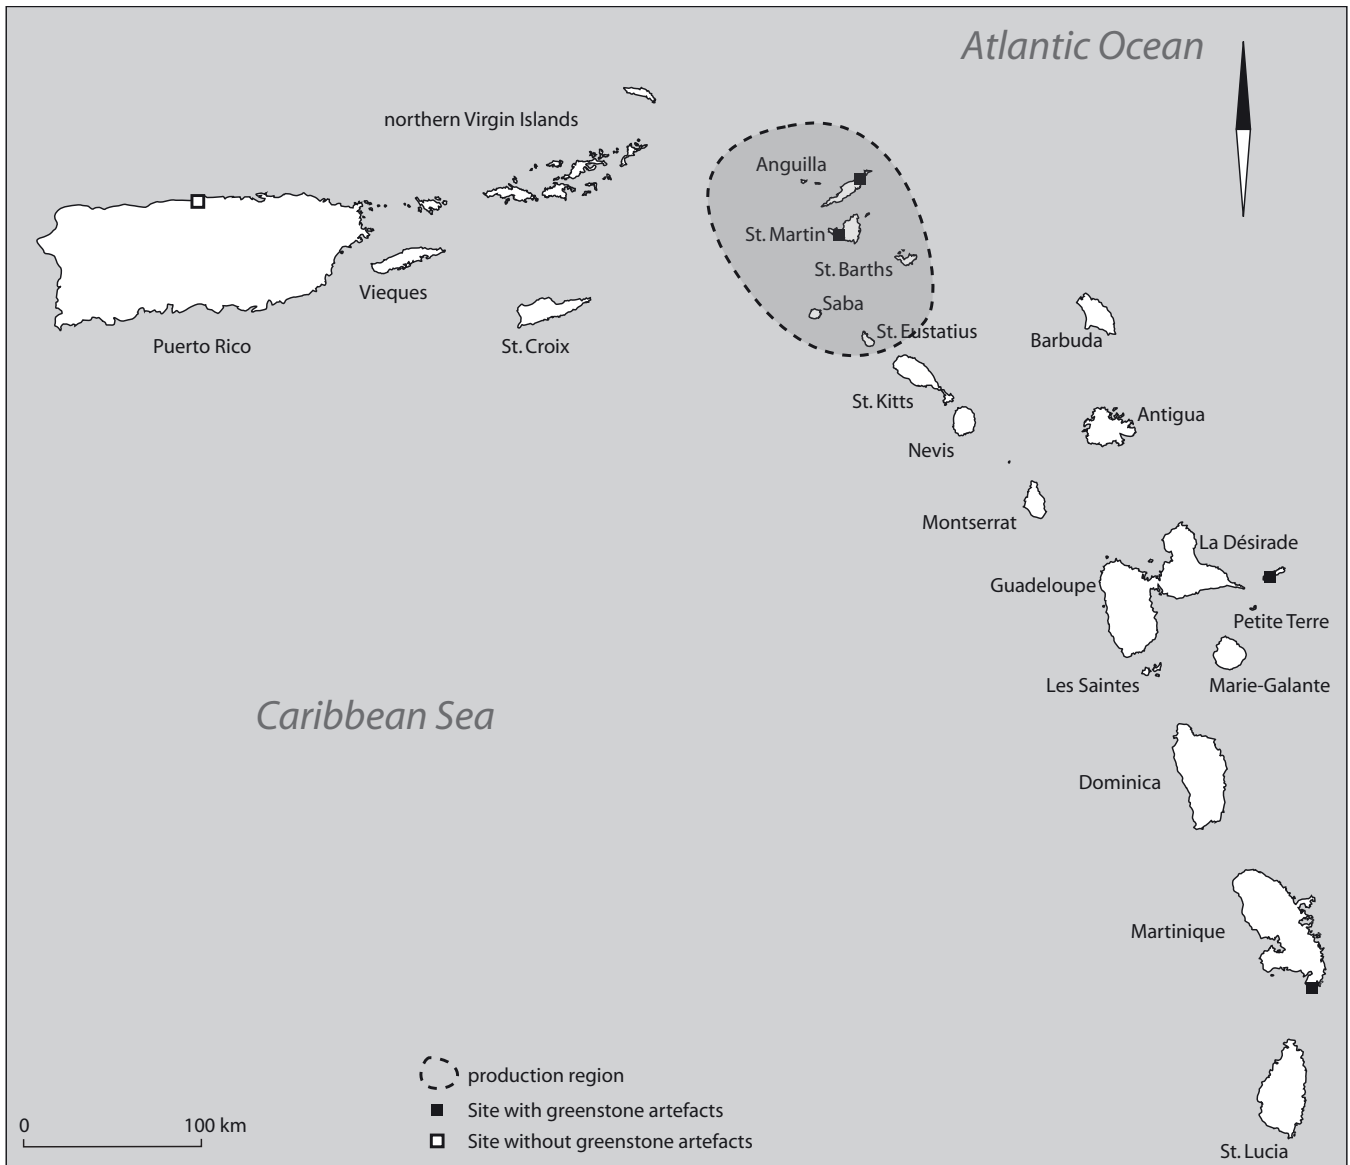 Atlantic Ocean
northern Virgin Islands
Anguilla
St. Martin
St. Barths
Vieques
Saba
St. Eustatius
Puerto Rico
St. Croix
Barbuda
St. Kitts
Antigua
Nevis
Montserrat
La Désirade
Guadeloupe
Petite Terre
Les Saintes
Marie-Galante
Caribbean Sea
Dominica
Martinique
production region
Site with greenstone artefacts
0 100 km
Site without greenstone artefacts
St. Lucia